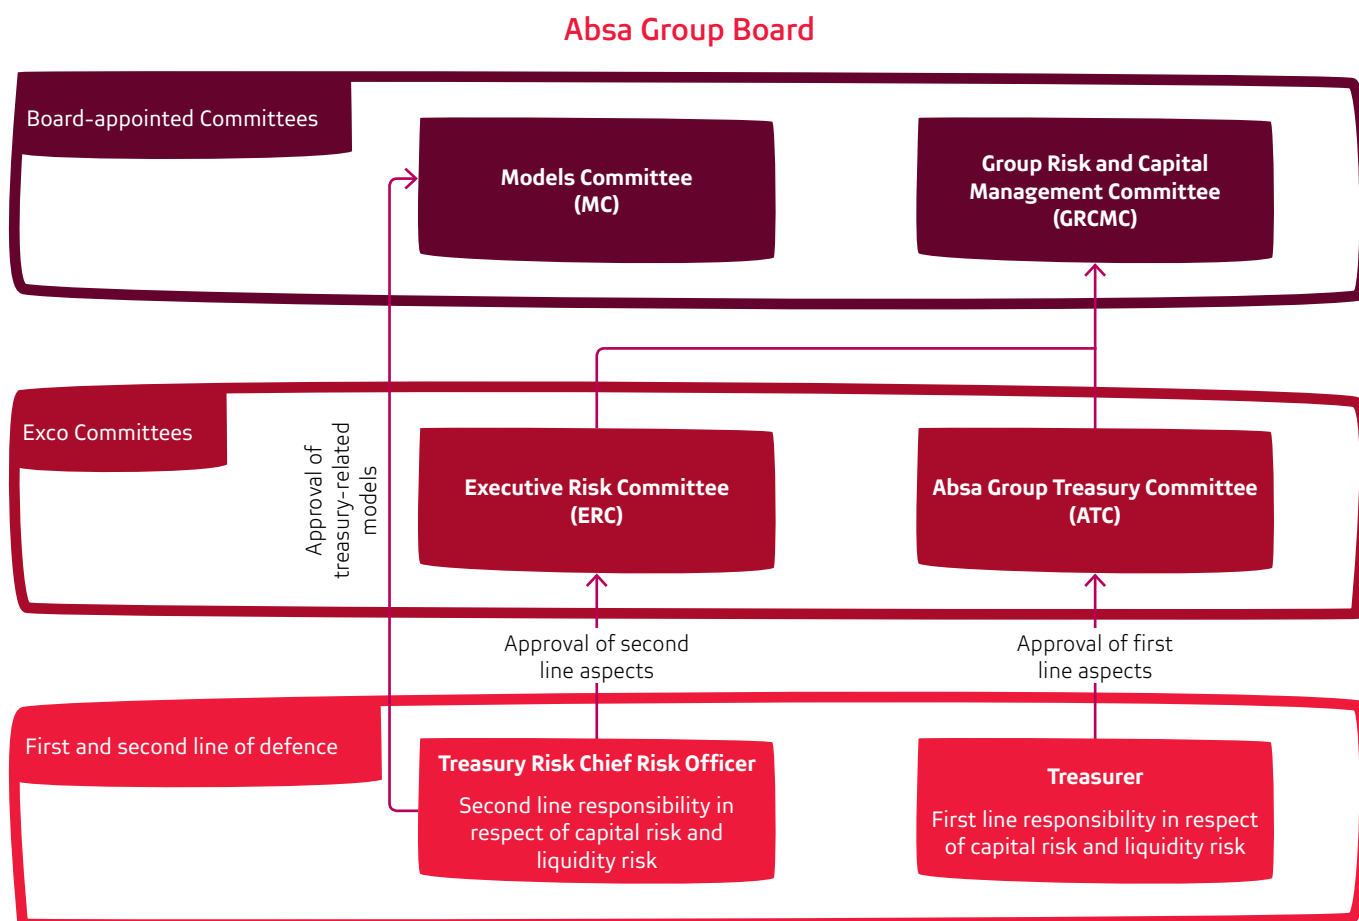 Absa Group Board
Board-appointed Committees
Models Committee
(MC)
Group Risk and Capital
Management Committee
(GRCMC)
Exco Committees
Approval of
treasury-related
models
Executive Risk Committee
(ERC)
Absa Group Treasury Committee
(ATC)
Approval of second
line aspects
Approval of first
line aspects
First and second line of defence
Treasury Risk Chief Risk Officer
Second line responsibility in
respect of capital risk and
liquidity risk
Treasurer
First line responsibility in respect
of capital risk and liquidity risk